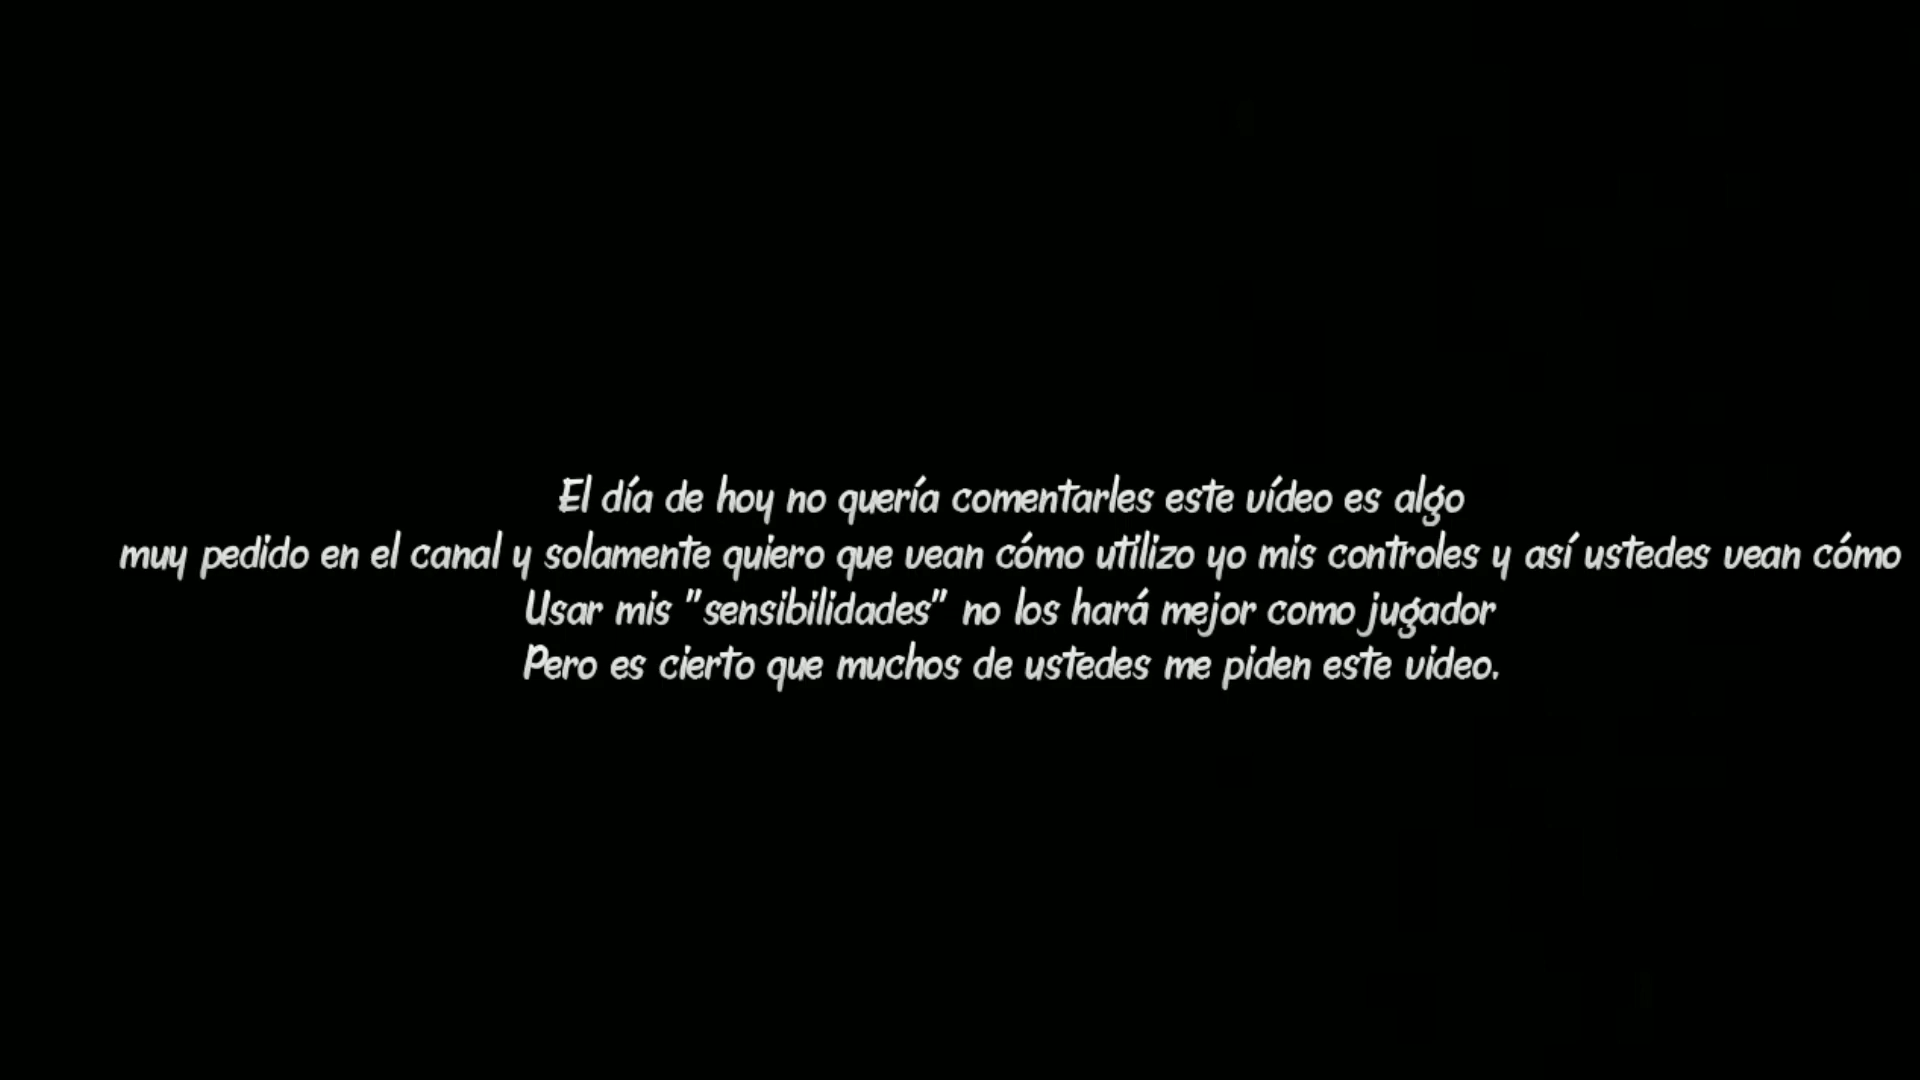 El día de hoy no quería comentarles este vídeo es algo
muy pedido en el canal y solamente quiero que vean cómo utilizo yo mis controles y así ustedes vean cómo
Usar mis "sensibilidades" no los hará mejor como jugador
Pero es cierto que muchos de ustedes me piden este video.